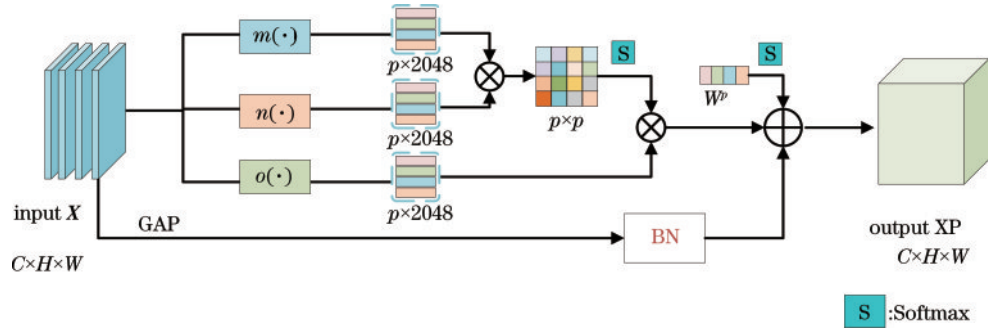 m(·)
p×2048
S
S
W^p
n(·)
p×2048
p×p
o(·)
p×2048
input X
GAP
BN
output XP
C×H×W
C×H×W
S :Softmax